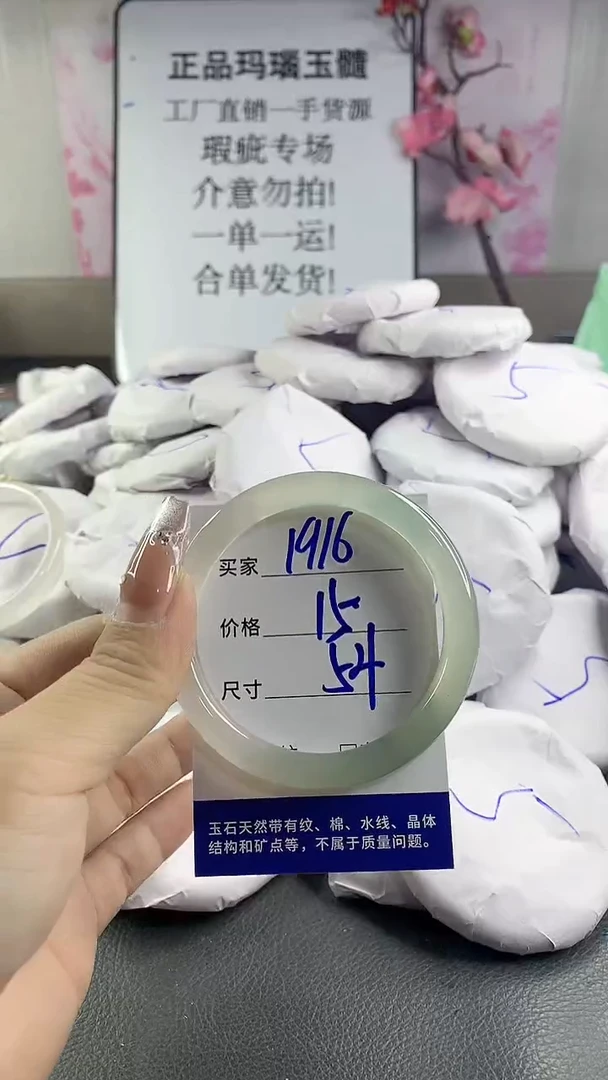 正品玛瑙玉髓
工厂直销一手货源
瑕疵专场
介意勿拍!
一单一运!
合单发货!
5
买家 1916
价格 15
尺寸 54
玉石天然带有纹、棉、水线、晶体
结构和矿点等，不属于质量问题。